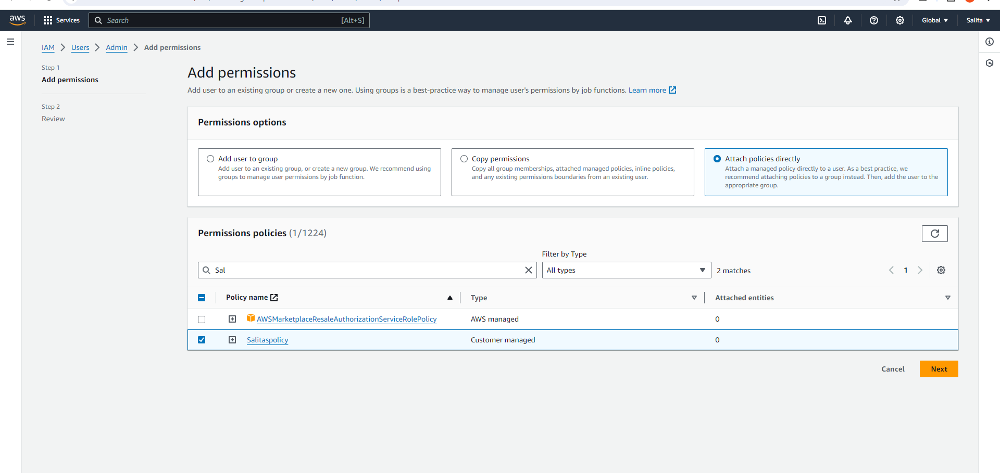 aws Services Search [Alt+S] Global Salita
IAM Users Admin Add permissions
Step 1
Add permissions
Step 2
Review
Add permissions
Add user to an existing group or create a new one. Using groups is a best-practice way to manage user's permissions by job functions. Learn more
Permissions options
Add user to group
Add user to an existing group, or create a new group. We recommend using
groups to manage user permissions by job function.
Copy permissions
Copy all group memberships, attached managed policies, inline policies,
and any existing permissions boundaries from an existing user.
Attach policies directly
Attach a managed policy directly to a user. As a best practice, we
recommend attaching policies to a group instead. Then, add the user to the
appropriate group.
Permissions policies (1/1224)
Filter by Type
Sal All types 2 matches 1
Policy name Type Attached entities
AWSMarketplaceResaleAuthorizationServiceRolePolicy AWS managed 0
Salitaspolicy Customer managed 0
Cancel Next